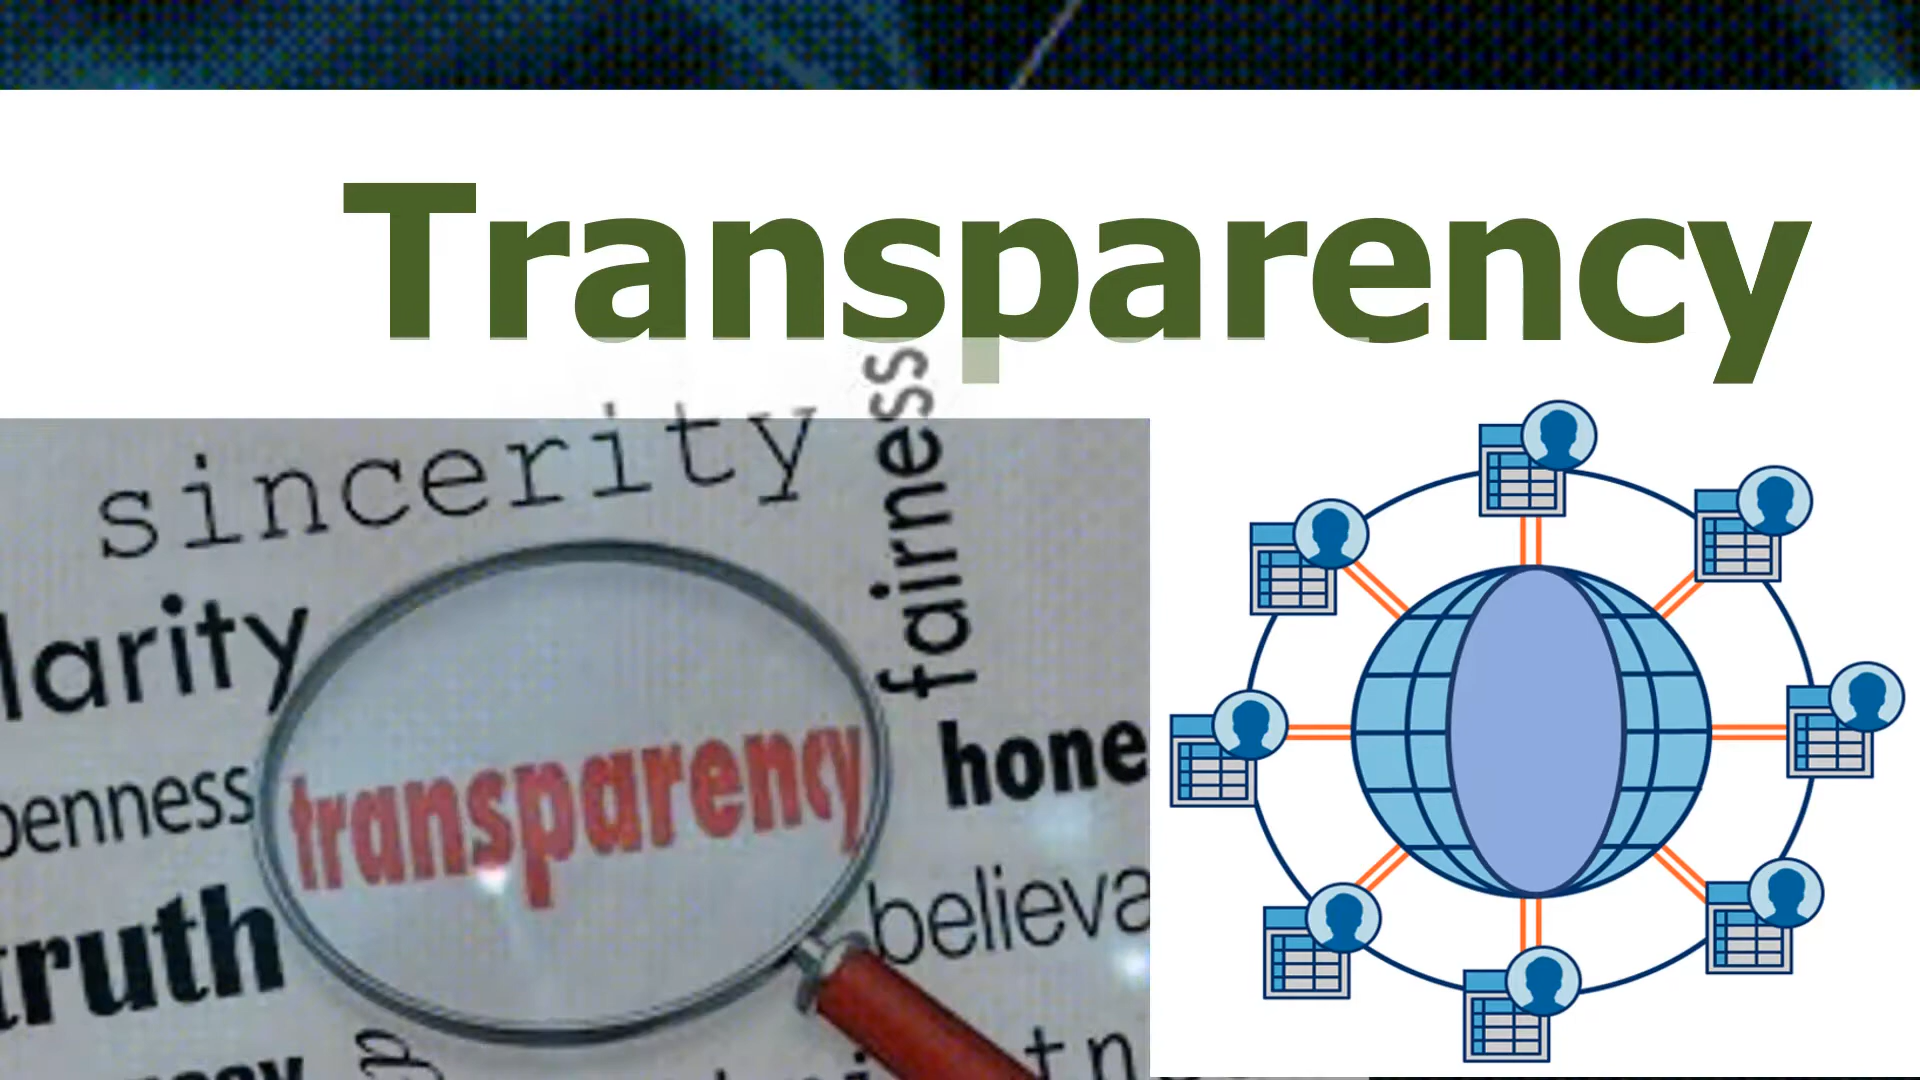 Transparency
sincerity
fairness
larity
transparency
penness
hone
believa
truth